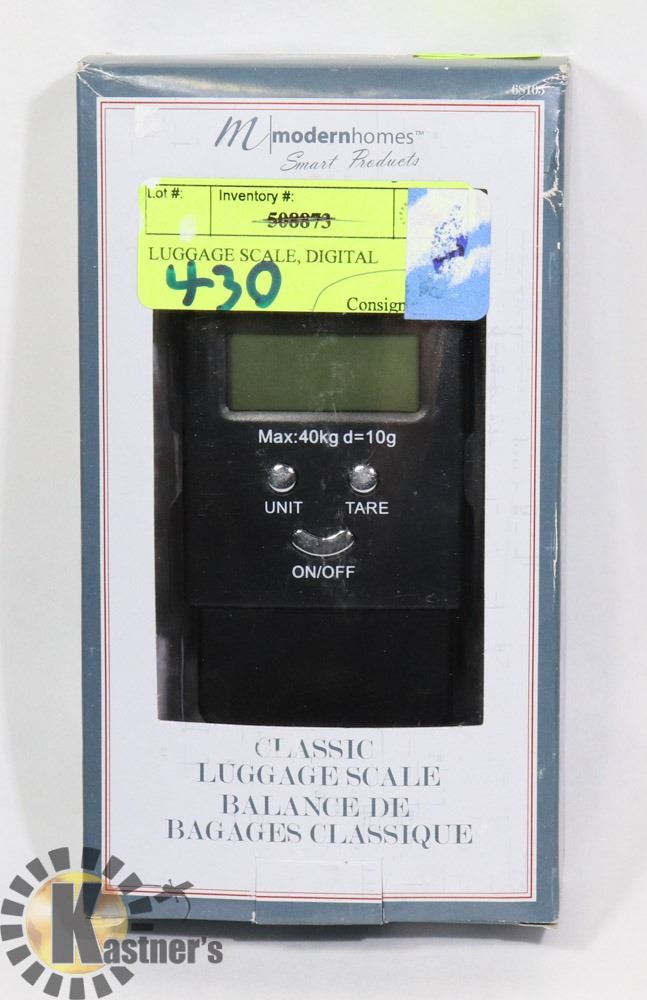 68105
m modernhomes™
Smart Products
Lot #: Inventory #:
508873
LUGGAGE SCALE, DIGITAL
430
Consign
Max:40kg d=10g
UNIT TARE
ON/OFF
CLASSIC
LUGGAGE SCALE
BALANCE DE
BAGAGES CLASSIQUE
Kastner's